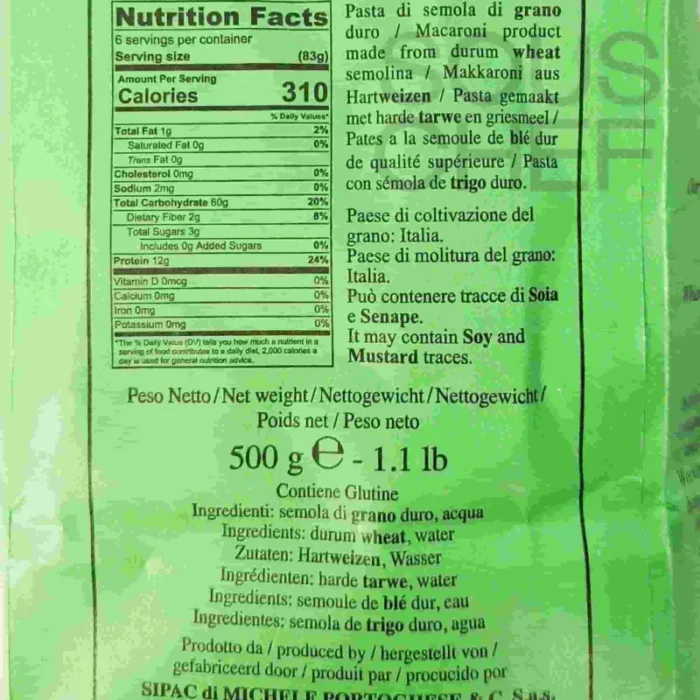 Nutrition Facts
6 servings per container
Serving size (83g)
Amount Per Serving
Calories 310
% Daily Values*
Total Fat 1g 2%
Saturated Fat 0g 0%
Trans Fat 0g
Cholesterol 0mg 0%
Sodium 2mg 0%
Total Carbohydrate 60g 20%
Dietary Fiber 2g 8%
Total Sugars 3g
Includes 0g Added Sugars 0%
Protein 12g 24%
Vitamin D 0mcg 0%
Calcium 0mg 0%
Iron 0mg 0%
Potassium 0mg 0%
*The % Daily Value (DV) tells you how much a nutrient in a
serving of food contributes to a daily diet. 2,000 calories a
day is used for general nutrition advice.
Pasta di semola di grano
duro / Macaroni product
made from durum wheat
semolina / Makkaroni aus
Hartweizen / Pasta gemaakt
met harde tarwe en griesmeel /
Pates a la semoule de blé dur
de qualité supérieure / Pasta
con sémola de trigo duro.
Paese di coltivazione del
grano: Italia.
Paese di molitura del grano:
Italia.
Può contenere tracce di Soia
e Senape.
It may contain Soy and
Mustard traces.
Peso Netto/Net weight/Nettogewicht/Nettogewicht/
Poids net / Peso neto
500 g e - 1.1 lb
Contiene Glutine
Ingredienti: semola di grano duro, acqua
Ingredients: durum wheat, water
Zutaten: Hartweizen, Wasser
Ingrédienten: harde tarwe, water
Ingredients: semoule de blé dur, eau
Ingredientes: semola de trigo duro, agua
Prodotto da / produced by / hergestellt von /
gefabriceerd door / produit par / procucido por
SIPAC di MICHELE PORTOGHESE & C. S.a.s.